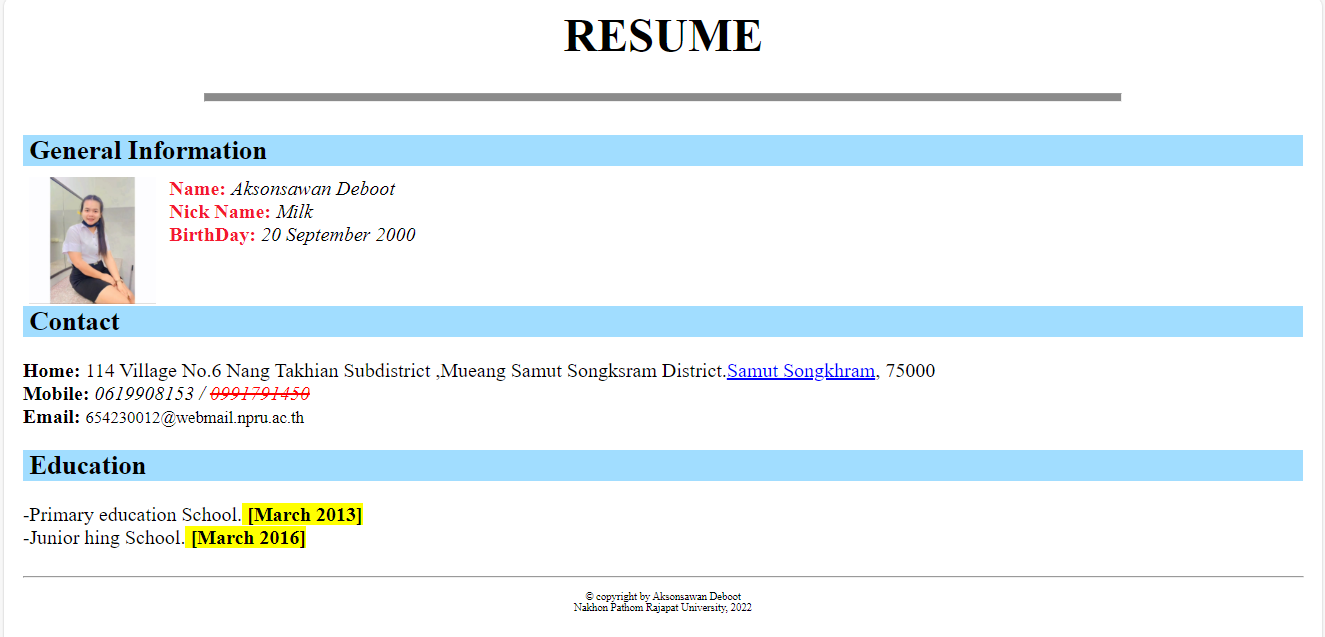 RESUME
General Information
Name: Aksonsawan Deboot
Nick Name: Milk
BirthDay: 20 September 2000
Contact
Home: 114 Village No.6 Nang Takhian Subdistrict ,Mueang Samut Songksram District.Samut Songkhram, 75000
Mobile: 0619908153 / 0991791450
Email: 654230012@webmail.npru.ac.th
Education
-Primary education School. [March 2013]
-Junior hing School. [March 2016]
© copyright by Aksonsawan Deboot
Nakhon Pathom Rajapat University, 2022